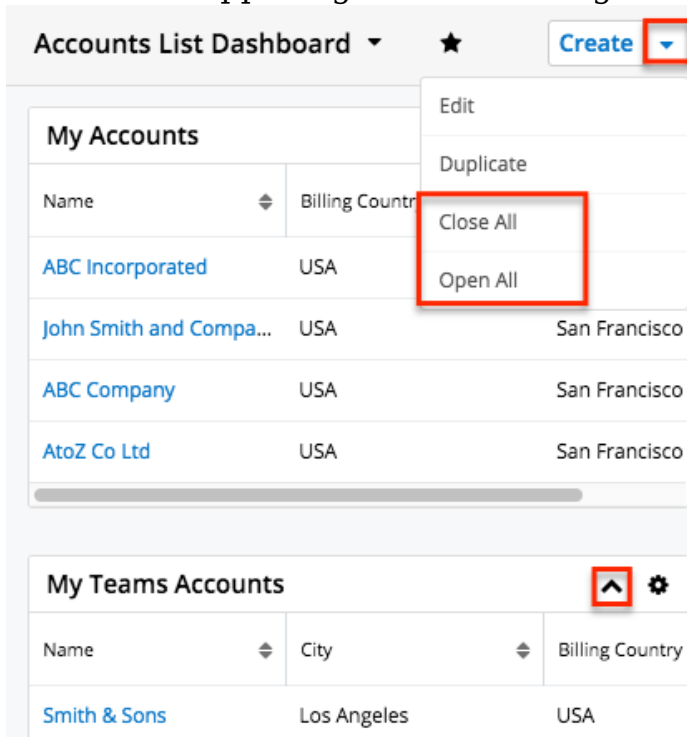 Accounts List Dashboard
Create
Edit
Duplicate
Close All
Open All
My Accounts
Name
Billing Countr
ABC Incorporated USA
John Smith and Compa... USA San Francisco
ABC Company USA San Francisco
AtoZ Co Ltd USA San Francisco
My Teams Accounts
Name City Billing Country
Smith & Sons Los Angeles USA